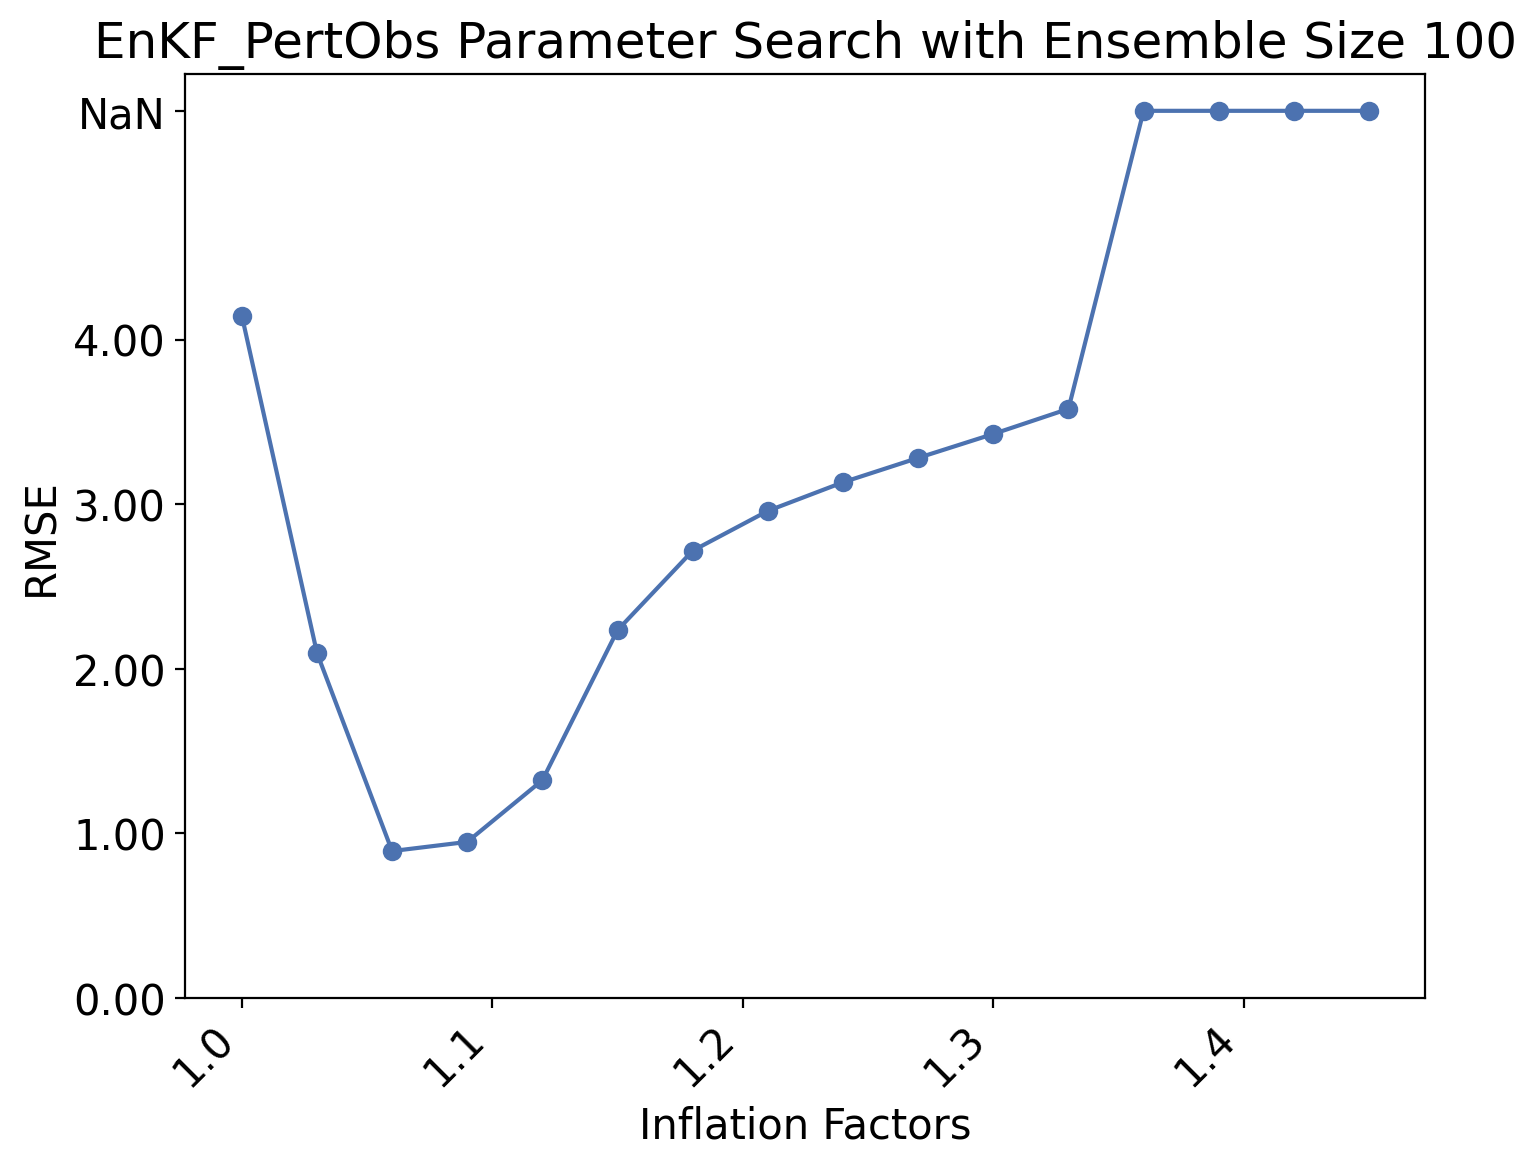 EnKF_PertObs Parameter Search with Ensemble Size 100
NaN
4.00
3.00
2.00
1.00
0.00
RMSE
1.0
1.1
1.2
1.3
1.4
Inflation Factors